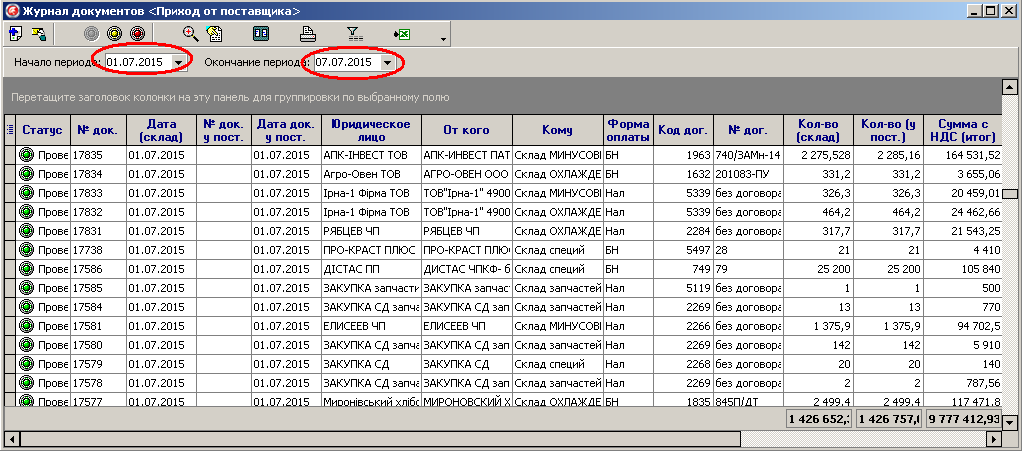 Журнал документов <Приход от поставщика>
Начало периода: 01.07.2015 Окончание периода: 07.07.2015
Перетащите заголовок колонки на эту панель для группировки по выбранному полю
Статус № док. Дата (склад) № док. у пост. Дата док. у пост. Юридическое лицо От кого Кому Форма оплаты Код дог. № дог. Кол-во (склад) Кол-во (у пост.) Сумма с НДС (итог)
Прове 17835 01.07.2015 01.07.2015 АПК-ІНВЕСТ ТОВ АПК-ИНВЕСТ ПАТ Склад МИНУСОВІ БН 1963 740/ЗАМн-14 2 275,528 2 285,16 164 531,52
Прове 17834 01.07.2015 01.07.2015 Агро-Овен ТОВ АГРО-ОВЕН ООО Склад ОХЛАЖДЕ БН 1632 201083-ПУ 331,2 331,2 3 655,06
Прове 17833 01.07.2015 01.07.2015 Ірна-1 Фірма ТОВ ТОВ"Ірна-1" 4900 Склад МИНУСОВІ Нал 5339 без договора 326,3 326,3 20 459,01
Прове 17832 01.07.2015 01.07.2015 Ірна-1 Фірма ТОВ ТОВ"Ірна-1" 4900 Склад ОХЛАЖДЕ Нал 5339 без договора 464,2 464,2 24 462,66
Прове 17831 01.07.2015 01.07.2015 РЯБЦЕВ ЧП РЯБЦЕВ ЧП Склад ОХЛАЖДЕ Нал 2284 без договора 317,7 317,7 21 543,25
Прове 17738 01.07.2015 01.07.2015 ПРО-КРАСТ ПЛЮС ПРО-КРАСТ ПЛЮ Склад специй БН 5497 28 21 21 4 410
Прове 17586 01.07.2015 01.07.2015 ДІСТАС ПП ДИСТАС ЧПКФ- б Склад специй БН 749 79 25 200 25 200 105 840
Прове 17585 01.07.2015 01.07.2015 ЗАКУПКА запчасти ЗАКУПКА запчаст Склад запчастей Нал 5119 без договора 1 1 500
Прове 17584 01.07.2015 01.07.2015 ЗАКУПКА СД запча ЗАКУПКА СД зап Склад запчастей Нал 2269 без договора 13 13 770
Прове 17581 01.07.2015 01.07.2015 ЕЛИСЕЕВ ЧП ЕЛИСЕЕВ ЧП Склад МИНУСОВІ Нал 2266 без договора 1 375,9 1 375,9 94 702,5
Прове 17580 01.07.2015 01.07.2015 ЗАКУПКА СД запча ЗАКУПКА СД зап Склад запчастей Нал 2269 без договора 142 142 5 910
Прове 17579 01.07.2015 01.07.2015 ЗАКУПКА СД ЗАКУПКА СД Склад специй Нал 2268 без договора 20 20 140
Прове 17578 01.07.2015 01.07.2015 ЗАКУПКА СД запча ЗАКУПКА СД зап Склад запчастей Нал 2269 без договора 2 2 787,56
Прове 17577 01.07.2015 01.07.2015 Миронівський хлібо МИРОНОВСКИЙ Х Склад ОХЛАЖДЕ БН 1835 845П/ДТ 2 499,4 2 499,4 117 471,8
1 426 652,: 1 426 757,( 9 777 412,93